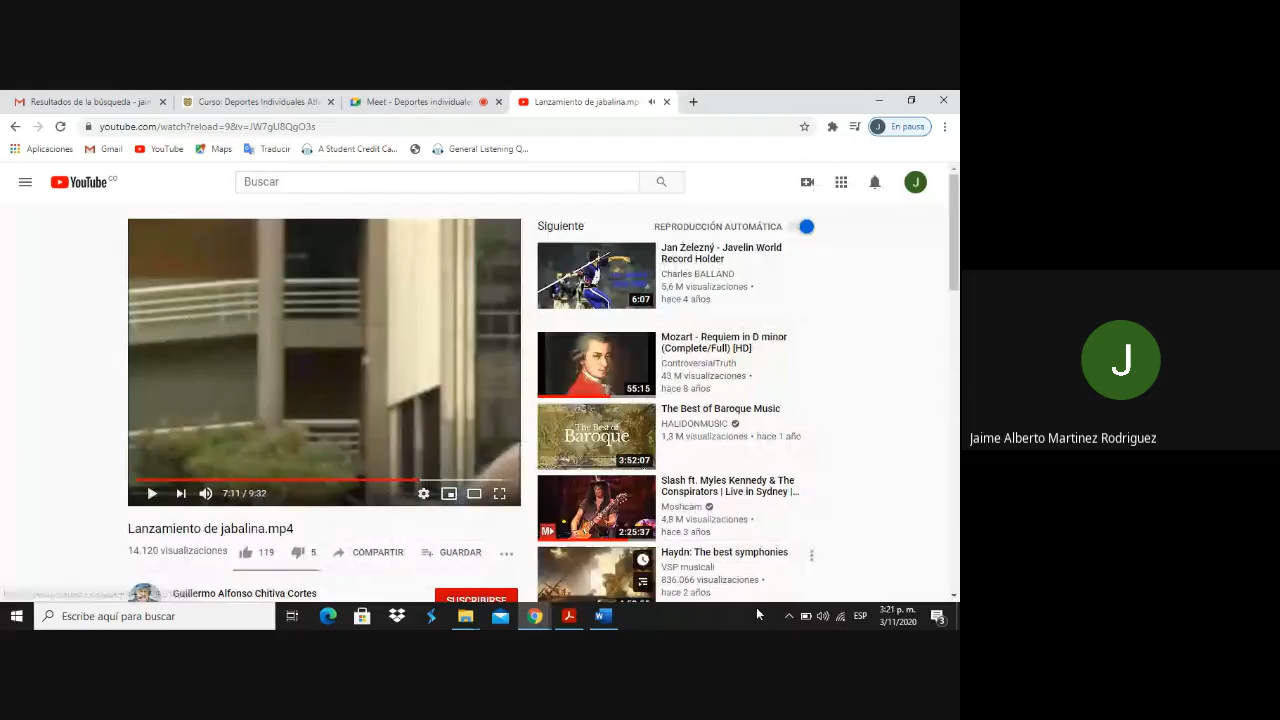 Resultados de la búsqueda - jain
Curso: Deportes Individuales Atl
Meet - Deportes individuale
Lanzamiento de jabalina.mp
youtube.com/watch?reload=9&v=JW7gU8QgO3s
J
En pausa
Aplicaciones
Gmail
YouTube
Maps
Traducir
A Student Credit Ca...
General Listening Q...
YouTube CO
Buscar
J
Siguiente
REPRODUCCIÓN AUTOMÁTICA
Jan Železný - Javelin World
Record Holder
Charles BALLAND
5,6 M visualizaciones •
hace 4 años
6:07
Mozart - Requiem in D minor
(Complete/Full) [HD]
ControversialTruth
43 M visualizaciones •
hace 8 años
55:15
The Best of Baroque Music
HALIDONMUSIC
1,3 M visualizaciones • hace 1 año
The Best of
Baroque
3:52:07
Slash ft. Myles Kennedy & The
Conspirators | Live in Sydney |...
Moshcam
4,8 M visualizaciones •
hace 3 años
2:25:37
Haydn: The best symphonies
VSP musicali
836.066 visualizaciones •
hace 2 años
7:11 / 9:32
Lanzamiento de jabalina.mp4
14.120 visualizaciones
119
5
COMPARTIR
GUARDAR
Guillermo Alfonso Chitiva Cortes
SUSCRIBIRSE
Escribe aquí para buscar
ESP
3:21 p. m.
3/11/2020
3
J
Jaime Alberto Martinez Rodriguez